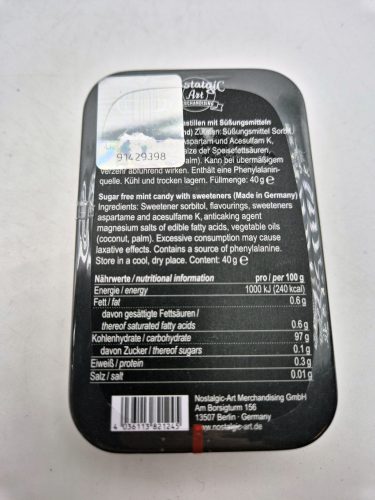 Nostalgic
Art
MERCHANDISING
91429398
astillen mit Süßungsmitteln
nd) Zutaten: Süßungsmittel Sorbit,
Aspartam und Acesulfam K,
alze der Speisefettsäuren,
alm). Kann bei übermäßigem
Verzehr abführend wirken. Enthält eine Phenylalanin-
quelle. Kühl und trocken lagern. Füllmenge: 40 g ℮
Sugar free mint candy with sweeteners (Made in Germany)
Ingredients: Sweetener sorbitol, flavourings, sweeteners
aspartame and acesulfame K, anticaking agent
magnesium salts of edible fatty acids, vegetable oils
(coconut, palm). Excessive consumption may cause
laxative effects. Contains a source of phenylalanine.
Store in a cool, dry place. Content: 40 g ℮
Nährwerte / nutritional information pro / per 100 g
Energie / energy 1000 kJ (240 kcal)
Fett / fat 0.6 g
davon gesättigte Fettsäuren /
thereof saturated fatty acids 0.6 g
Kohlenhydrate / carbohydrate 97 g
davon Zucker / thereof sugars 0.1 g
Eiweiß / protein 0.3 g
Salz / salt 0.01 g
Nostalgic-Art Merchandising GmbH
Am Borsigturm 156
13507 Berlin · Germany
www.nostalgic-art.de
4 036113 821245